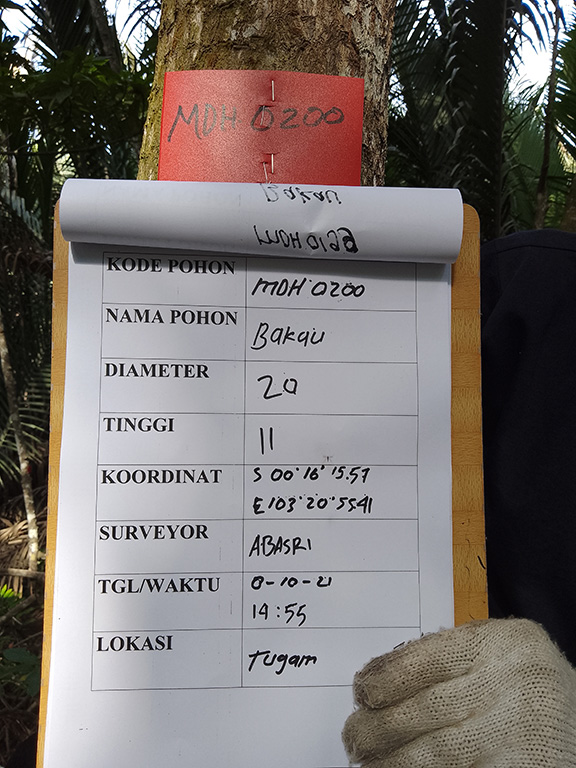 MDH 0200
Bakau
MDH 0199
KODE POHON MDH 0200
NAMA POHON Bakau
DIAMETER 20
TINGGI 11
KOORDINAT S 00° 16' 15.57
E 103° 20' 55.41
SURVEYOR ABASRI
TGL/WAKTU 8-10-21
14:55
LOKASI Tugam